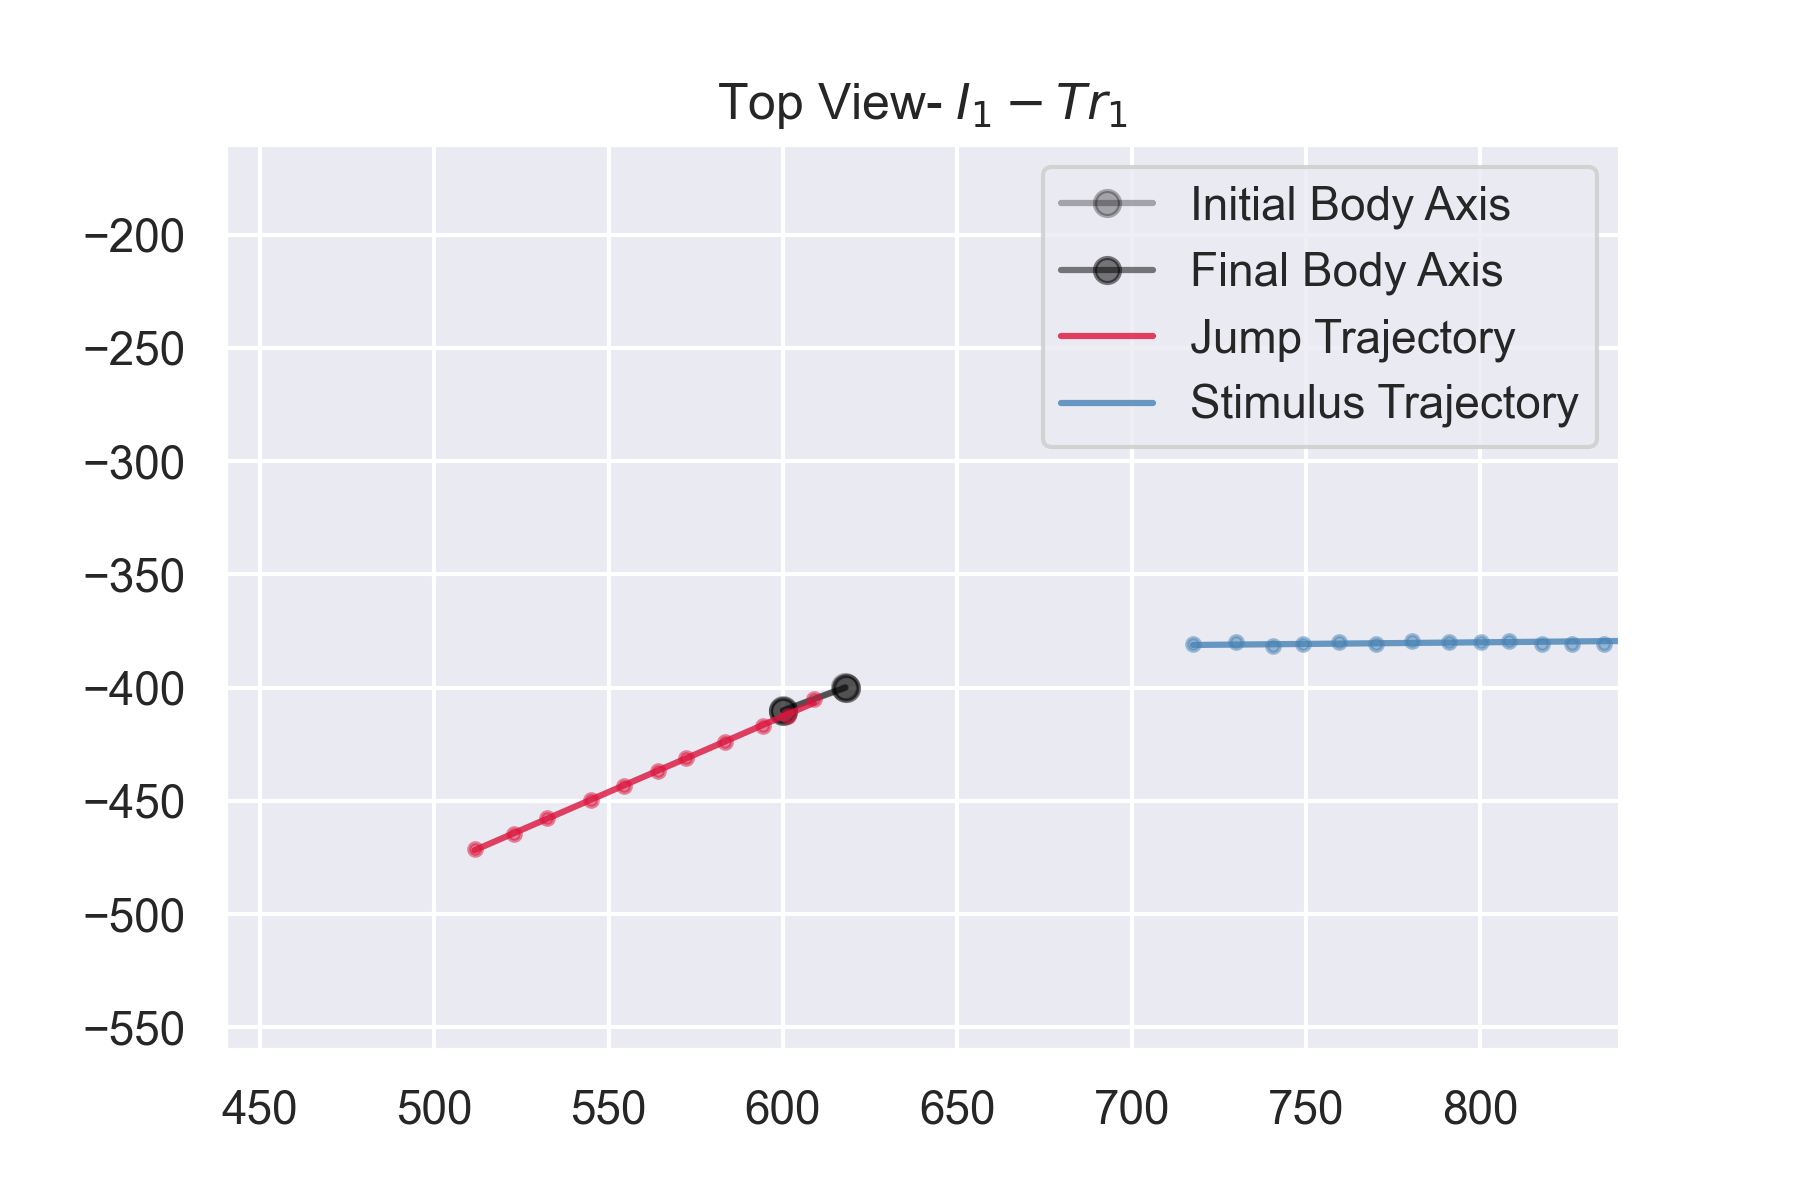 Top View- I₁ − Tr₁
Initial Body Axis
Final Body Axis
Jump Trajectory
Stimulus Trajectory
−200
−250
−300
−350
−400
−450
−500
−550
450 500 550 600 650 700 750 800